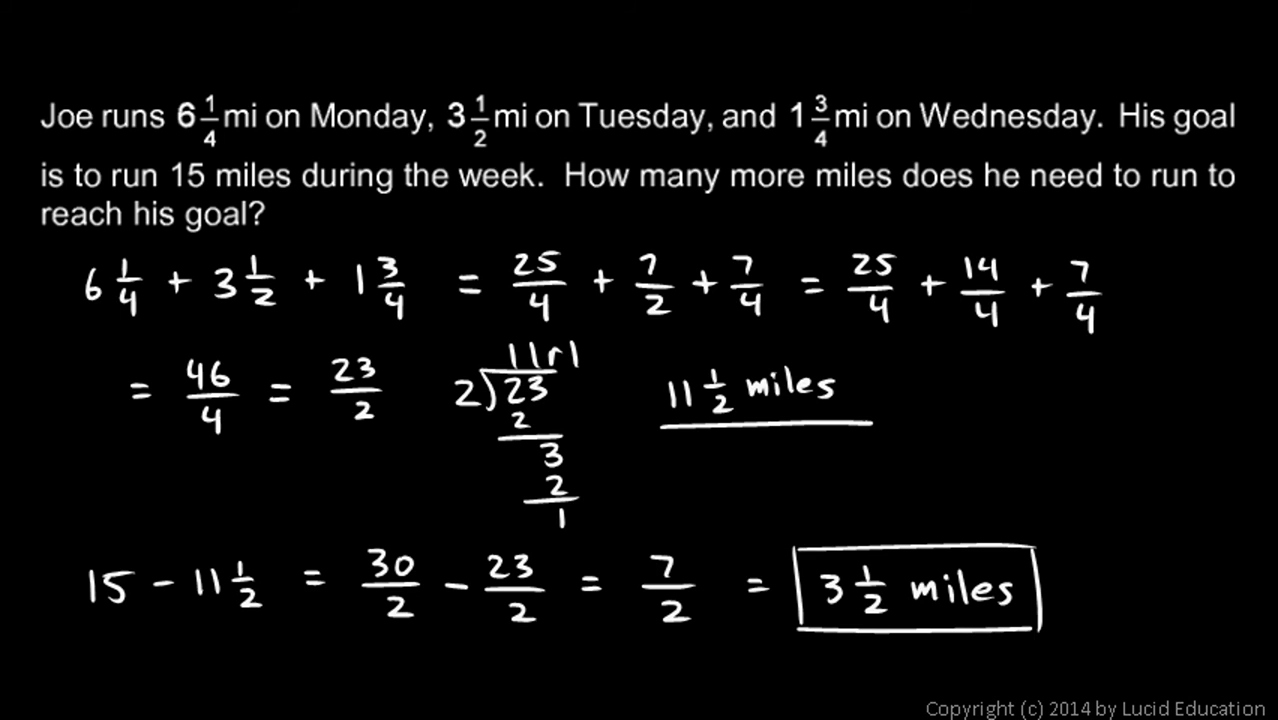 Joe runs 6 1/4 mi on Monday, 3 1/2 mi on Tuesday, and 1 3/4 mi on Wednesday. His goal
is to run 15 miles during the week. How many more miles does he need to run to
reach his goal?
6 1/4 + 3 1/2 + 1 3/4 = 25/4 + 7/2 + 7/4 = 25/4 + 14/4 + 7/4
= 46/4 = 23/2
11r1
2)23
2
3
2
1
11 1/2 miles
15 - 11 1/2 = 30/2 - 23/2 = 7/2 = 3 1/2 miles
Copyright (c) 2014 by Lucid Education